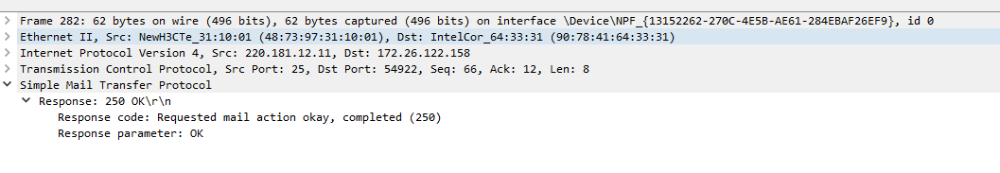 Frame 282: 62 bytes on wire (496 bits), 62 bytes captured (496 bits) on interface \Device\NPF_{13152262-270C-4E5B-AE61-284EBAF26EF9}, id 0
Ethernet II, Src: NewH3CTe_31:10:01 (48:73:97:31:10:01), Dst: IntelCor_64:33:31 (90:78:41:64:33:31)
Internet Protocol Version 4, Src: 220.181.12.11, Dst: 172.26.122.158
Transmission Control Protocol, Src Port: 25, Dst Port: 54922, Seq: 66, Ack: 12, Len: 8
Simple Mail Transfer Protocol
Response: 250 OK\r\n
Response code: Requested mail action okay, completed (250)
Response parameter: OK